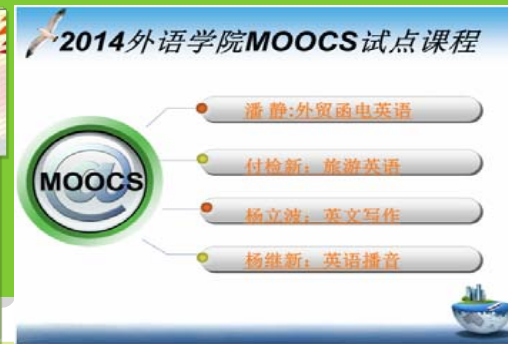 2014外语学院MOOCS试点课程
潘 静:外贸函电英语
付检新：旅游英语
MOOCS
杨立波：英文写作
杨继新：英语播音